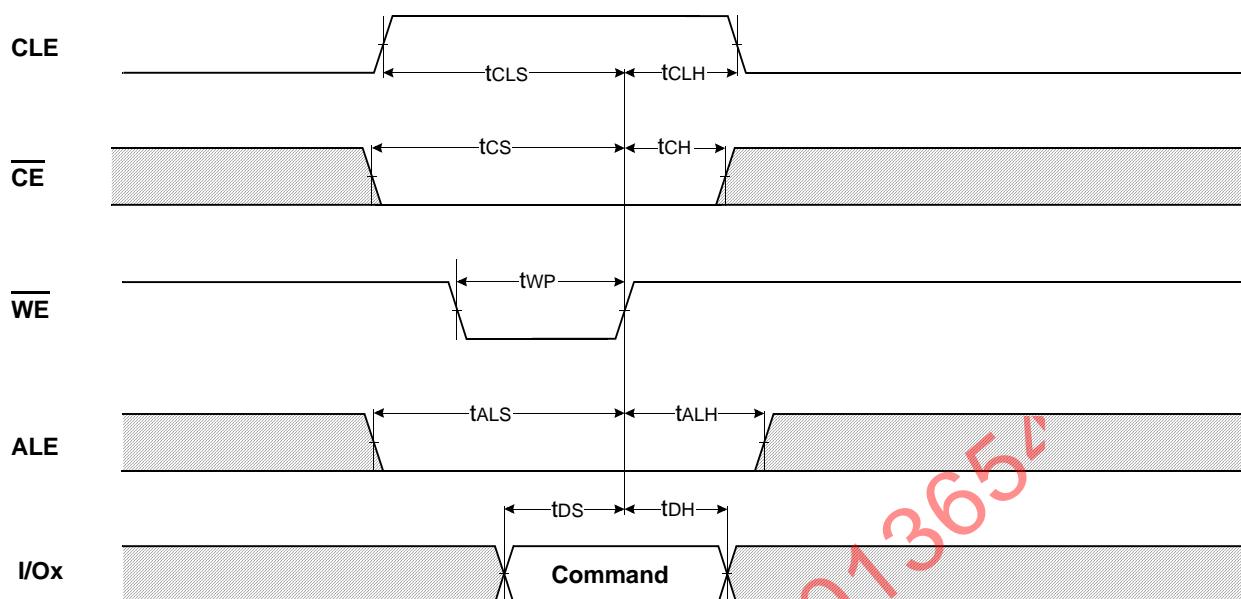 CLE
tCLS
tCLH
CE
tCS
tCH
WE
tWP
ALE
tALS
tALH
I/Ox
tDS
tDH
Command